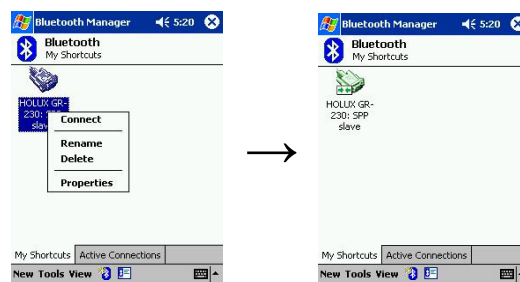 Bluetooth Manager 5:20
Bluetooth
My Shortcuts
HOLUX GR-
230: SPP
slav
Connect
Rename
Delete
Properties
My Shortcuts Active Connections
New Tools View
Bluetooth Manager 5:20
Bluetooth
My Shortcuts
HOLUX GR-
230: SPP
slave
My Shortcuts Active Connections
New Tools View